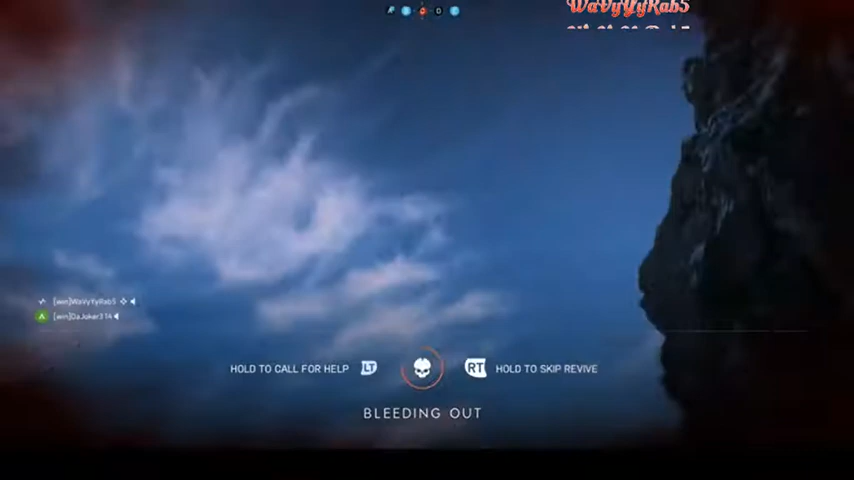 WaVyYyRab5
[win]WaVyYyRab5
[win]DaJoker314
HOLD TO CALL FOR HELP LT RT HOLD TO SKIP REVIVE
BLEEDING OUT